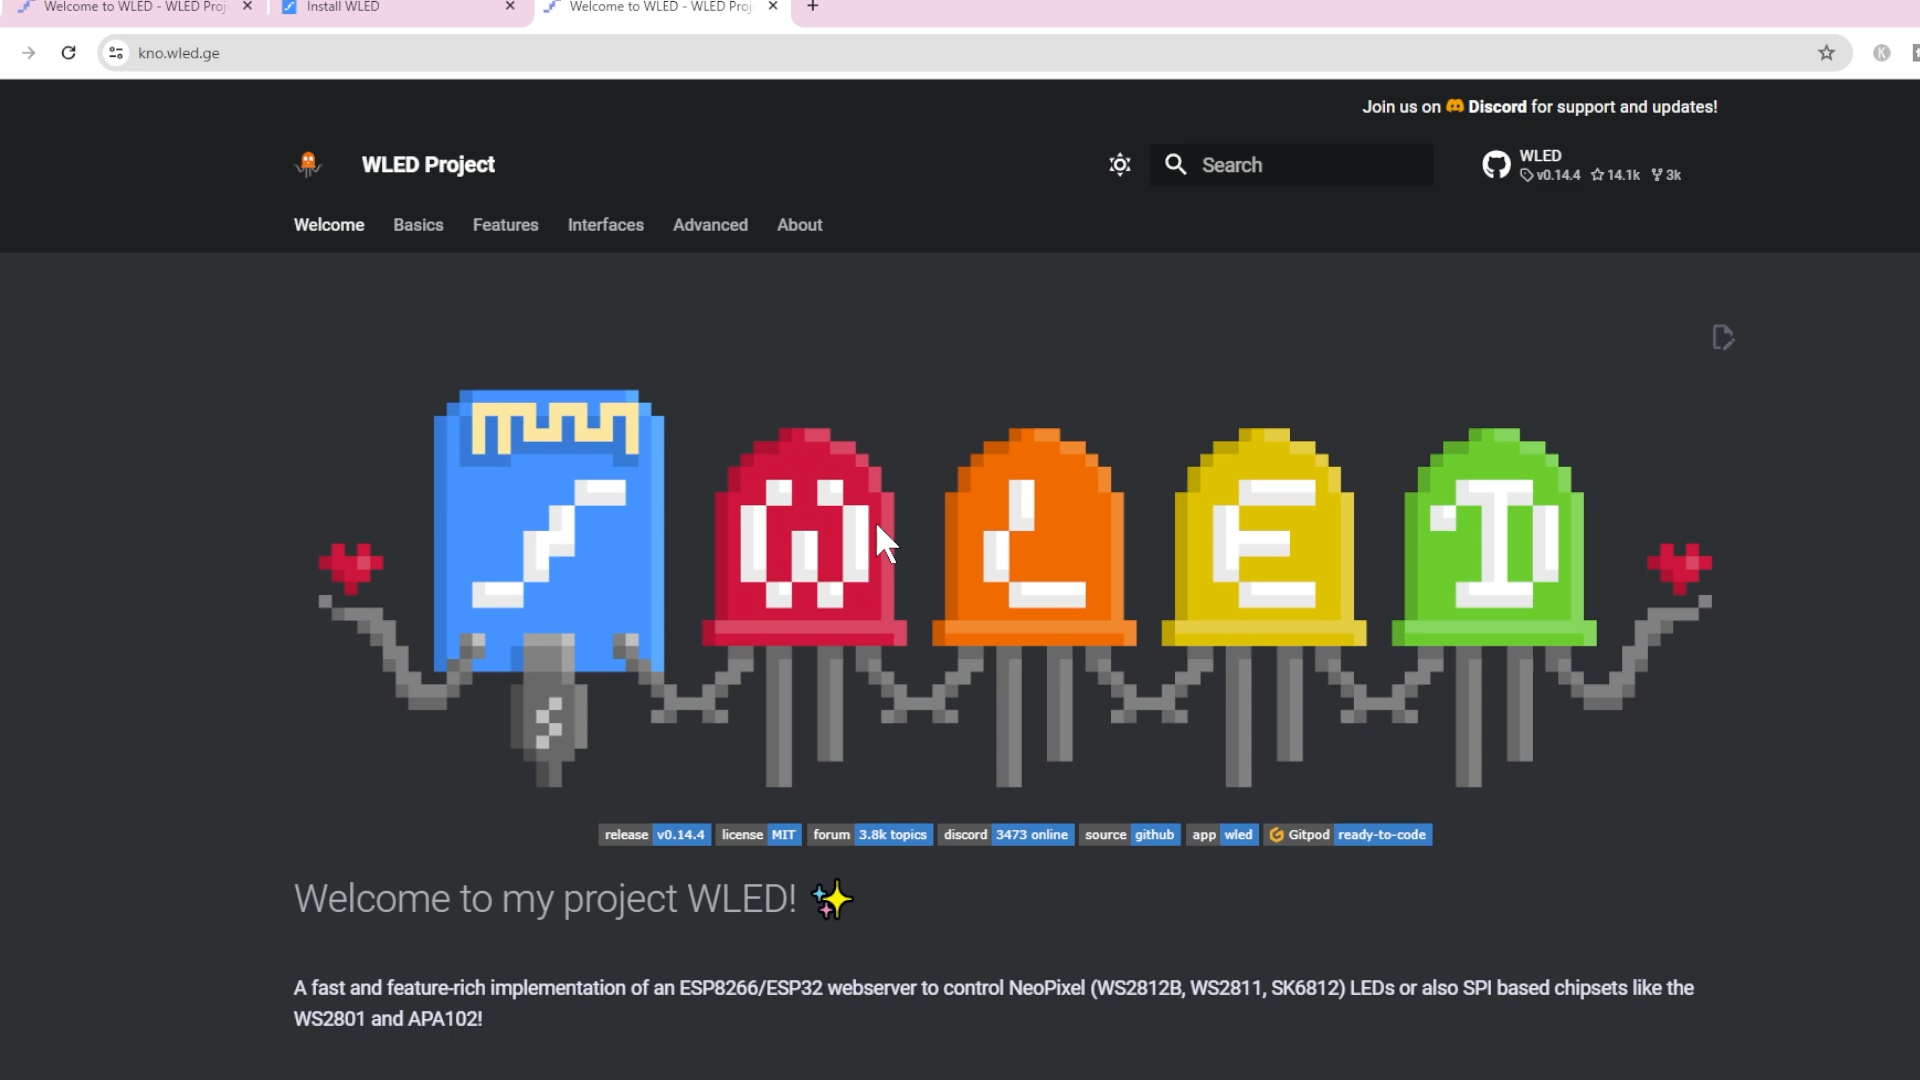 Welcome to WLED - WLED Proj
Install WLED
Welcome to WLED - WLED Proj
kno.wled.ge
K
Join us on Discord for support and updates!
WLED Project
Search
WLED
v0.14.4 14.1k 3k
Welcome Basics Features Interfaces Advanced About
W L E D
release v0.14.4 license MIT forum 3.8k topics discord 3473 online source github app wled Gitpod ready-to-code
Welcome to my project WLED! ✨
A fast and feature-rich implementation of an ESP8266/ESP32 webserver to control NeoPixel (WS2812B, WS2811, SK6812) LEDs or also SPI based chipsets like the
WS2801 and APA102!